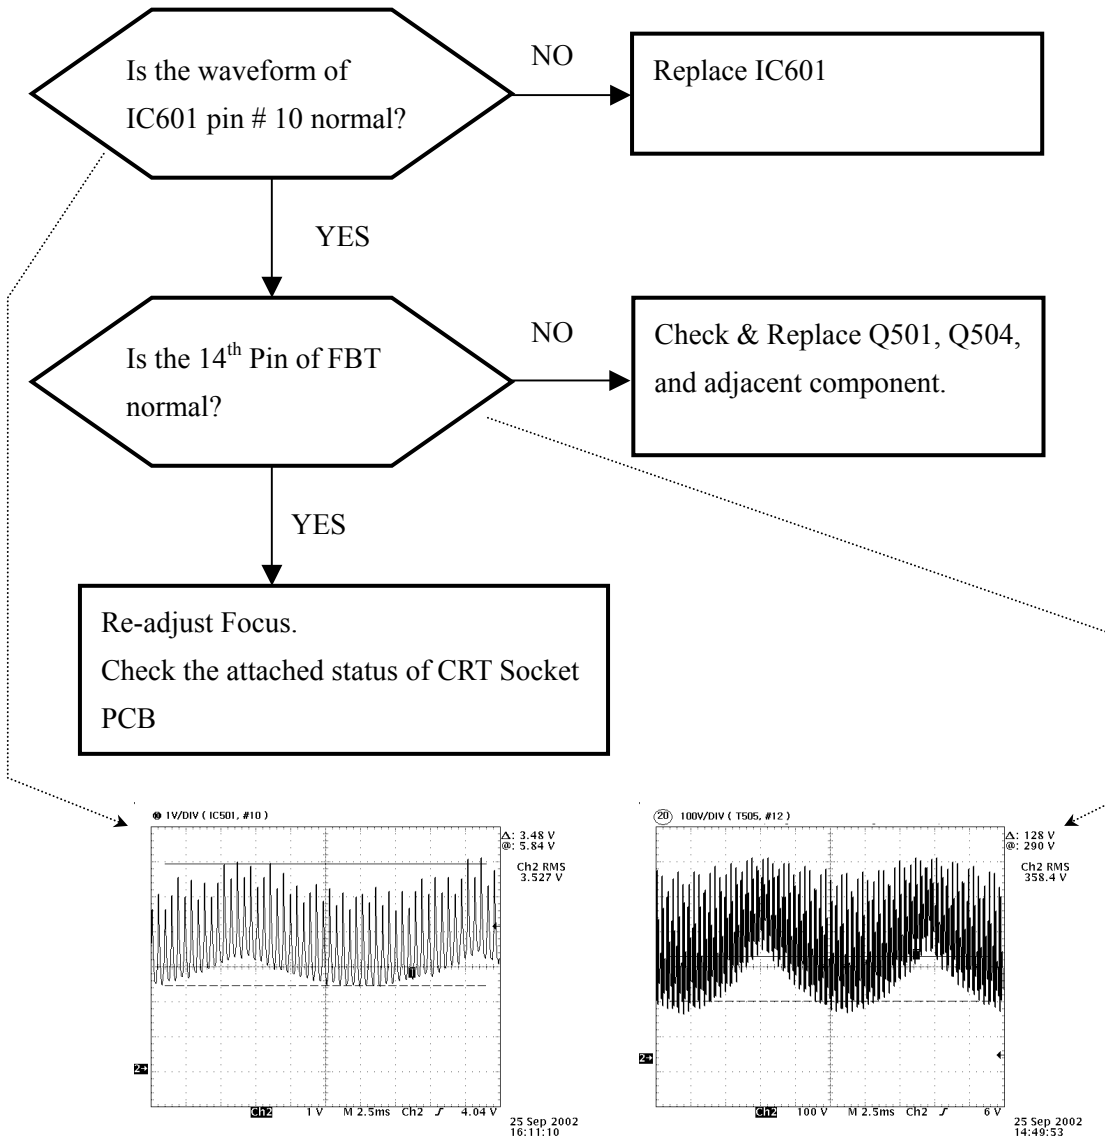 Is the waveform of
IC601 pin # 10 normal?
NO
Replace IC601
YES
Is the 14th Pin of FBT
normal?
NO
Check & Replace Q501, Q504,
and adjacent component.
YES
Re-adjust Focus.
Check the attached status of CRT Socket
PCB
1V/DIV ( IC501, #10 )
Δ: 3.48 V
@: 5.84 V
Ch2 RMS
3.527 V
2→
Ch2 1 V M 2.5ms Ch2 4.04 V
25 Sep 2002
16:11:10
20 100V/DIV ( T505, #12 )
Δ: 128 V
@: 290 V
Ch2 RMS
358.4 V
2→
Ch2 100 V M 2.5ms Ch2 6 V
25 Sep 2002
14:49:53